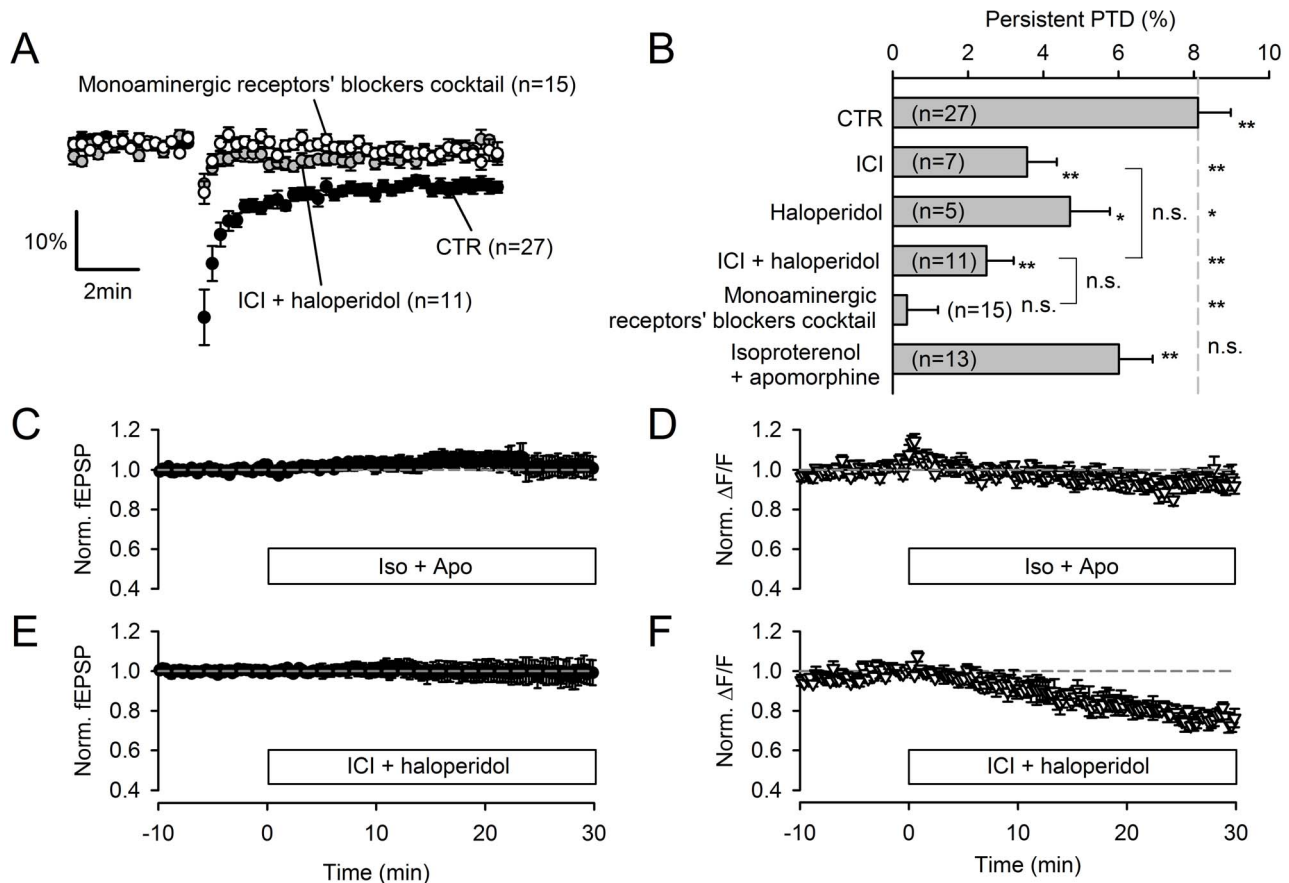 A
Monoaminergic receptors' blockers cocktail (n=15)
10%
2min
CTR (n=27)
ICI + haloperidol (n=11)
B
Persistent PTD (%)
0 2 4 6 8 10
CTR (n=27) **
ICI (n=7) ** **
Haloperidol (n=5) * n.s. *
ICI + haloperidol (n=11) ** n.s. **
Monoaminergic
receptors' blockers cocktail (n=15) n.s. **
Isoproterenol
+ apomorphine (n=13) ** n.s.
C
Norm. fEPSP
1.2
1.0
0.8
0.6
0.4
Iso + Apo
D
Norm. ΔF/F
1.2
1.0
0.8
0.6
0.4
Iso + Apo
E
Norm. fEPSP
1.2
1.0
0.8
0.6
0.4
ICI + haloperidol
-10 0 10 20 30
Time (min)
F
Norm. ΔF/F
1.2
1.0
0.8
0.6
0.4
ICI + haloperidol
-10 0 10 20 30
Time (min)